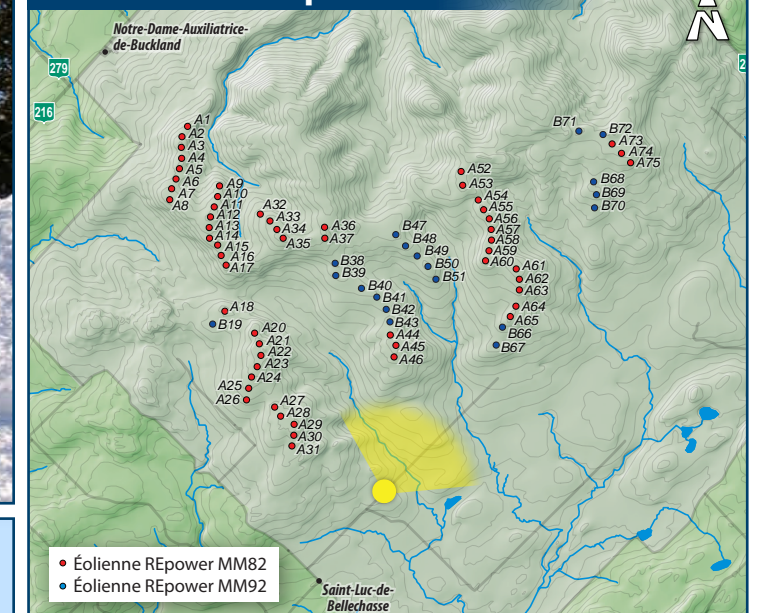 Notre-Dame-Auxiliatrice-
de-Buckland
279
216
A1
A2
A3
A4
A5
A6
A7
A8
A9
A10
A11
A12
A13
A14
A15
A16
A17
A32
A33
A34
A35
A36
A37
B38
B39
B40
B41
B42
B43
A44
A45
A46
B47
B48
B49
B50
B51
A52
A53
A54
A55
A56
A57
A58
A59
A60
A61
A62
A63
A64
A65
B66
B67
B71
B72
A73
A74
A75
B68
B69
B70
A18
B19
A20
A21
A22
A23
A24
A25
A26
A27
A28
A29
A30
A31
Éolienne REpower MM82
Éolienne REpower MM92
Saint-Luc-de-
Bellechasse